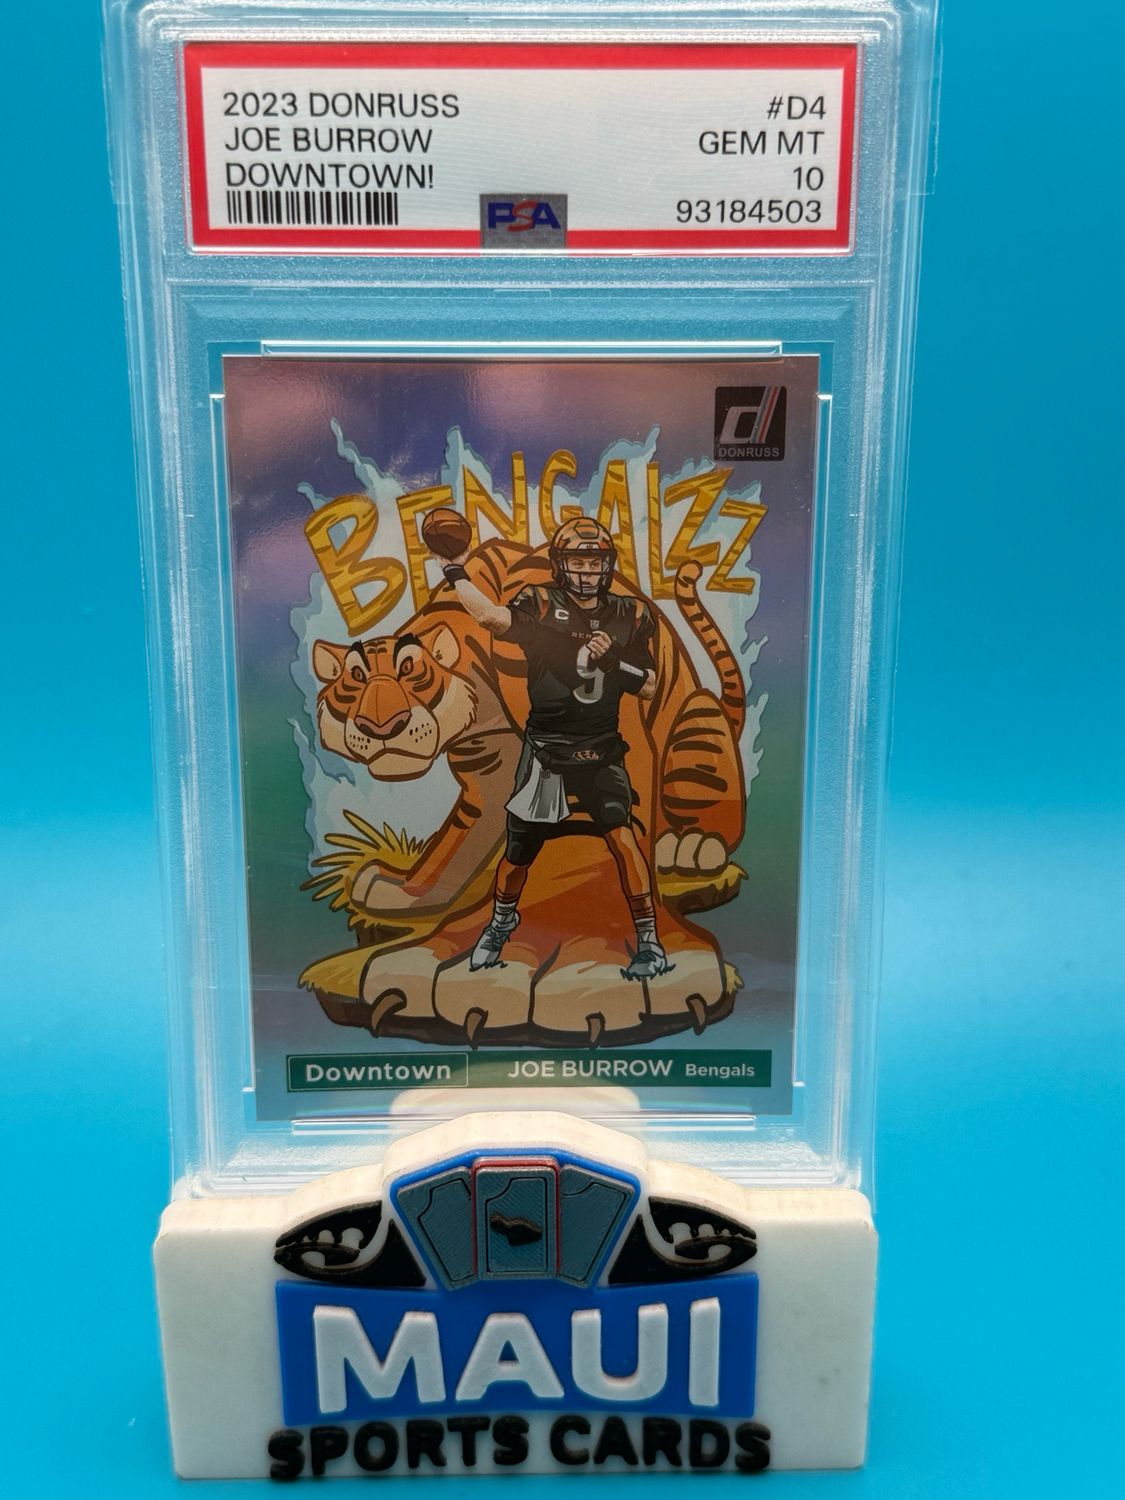 2023 DONRUSS #D4
JOE BURROW GEM MT
DOWNTOWN! 10
PSA 93184503
d
DONRUSS
BENGALZZ
C
BEN
9
Downtown JOE BURROW Bengals
MAUI
SPORTS CARDS